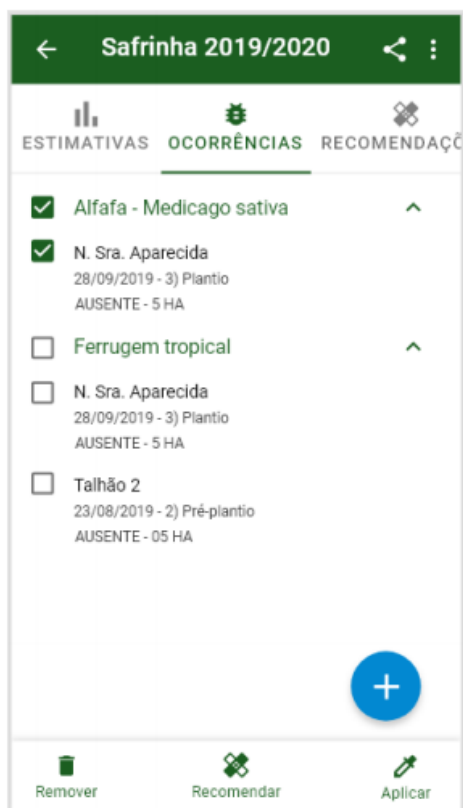 Safrinha 2019/2020
ESTIMATIVAS OCORRÊNCIAS RECOMENDAÇÕ
Alfafa - Medicago sativa
N. Sra. Aparecida
28/09/2019 - 3) Plantio
AUSENTE - 5 HA
Ferrugem tropical
N. Sra. Aparecida
28/09/2019 - 3) Plantio
AUSENTE - 5 HA
Talhão 2
23/08/2019 - 2) Pré-plantio
AUSENTE - 05 HA
Remover Recomendar Aplicar